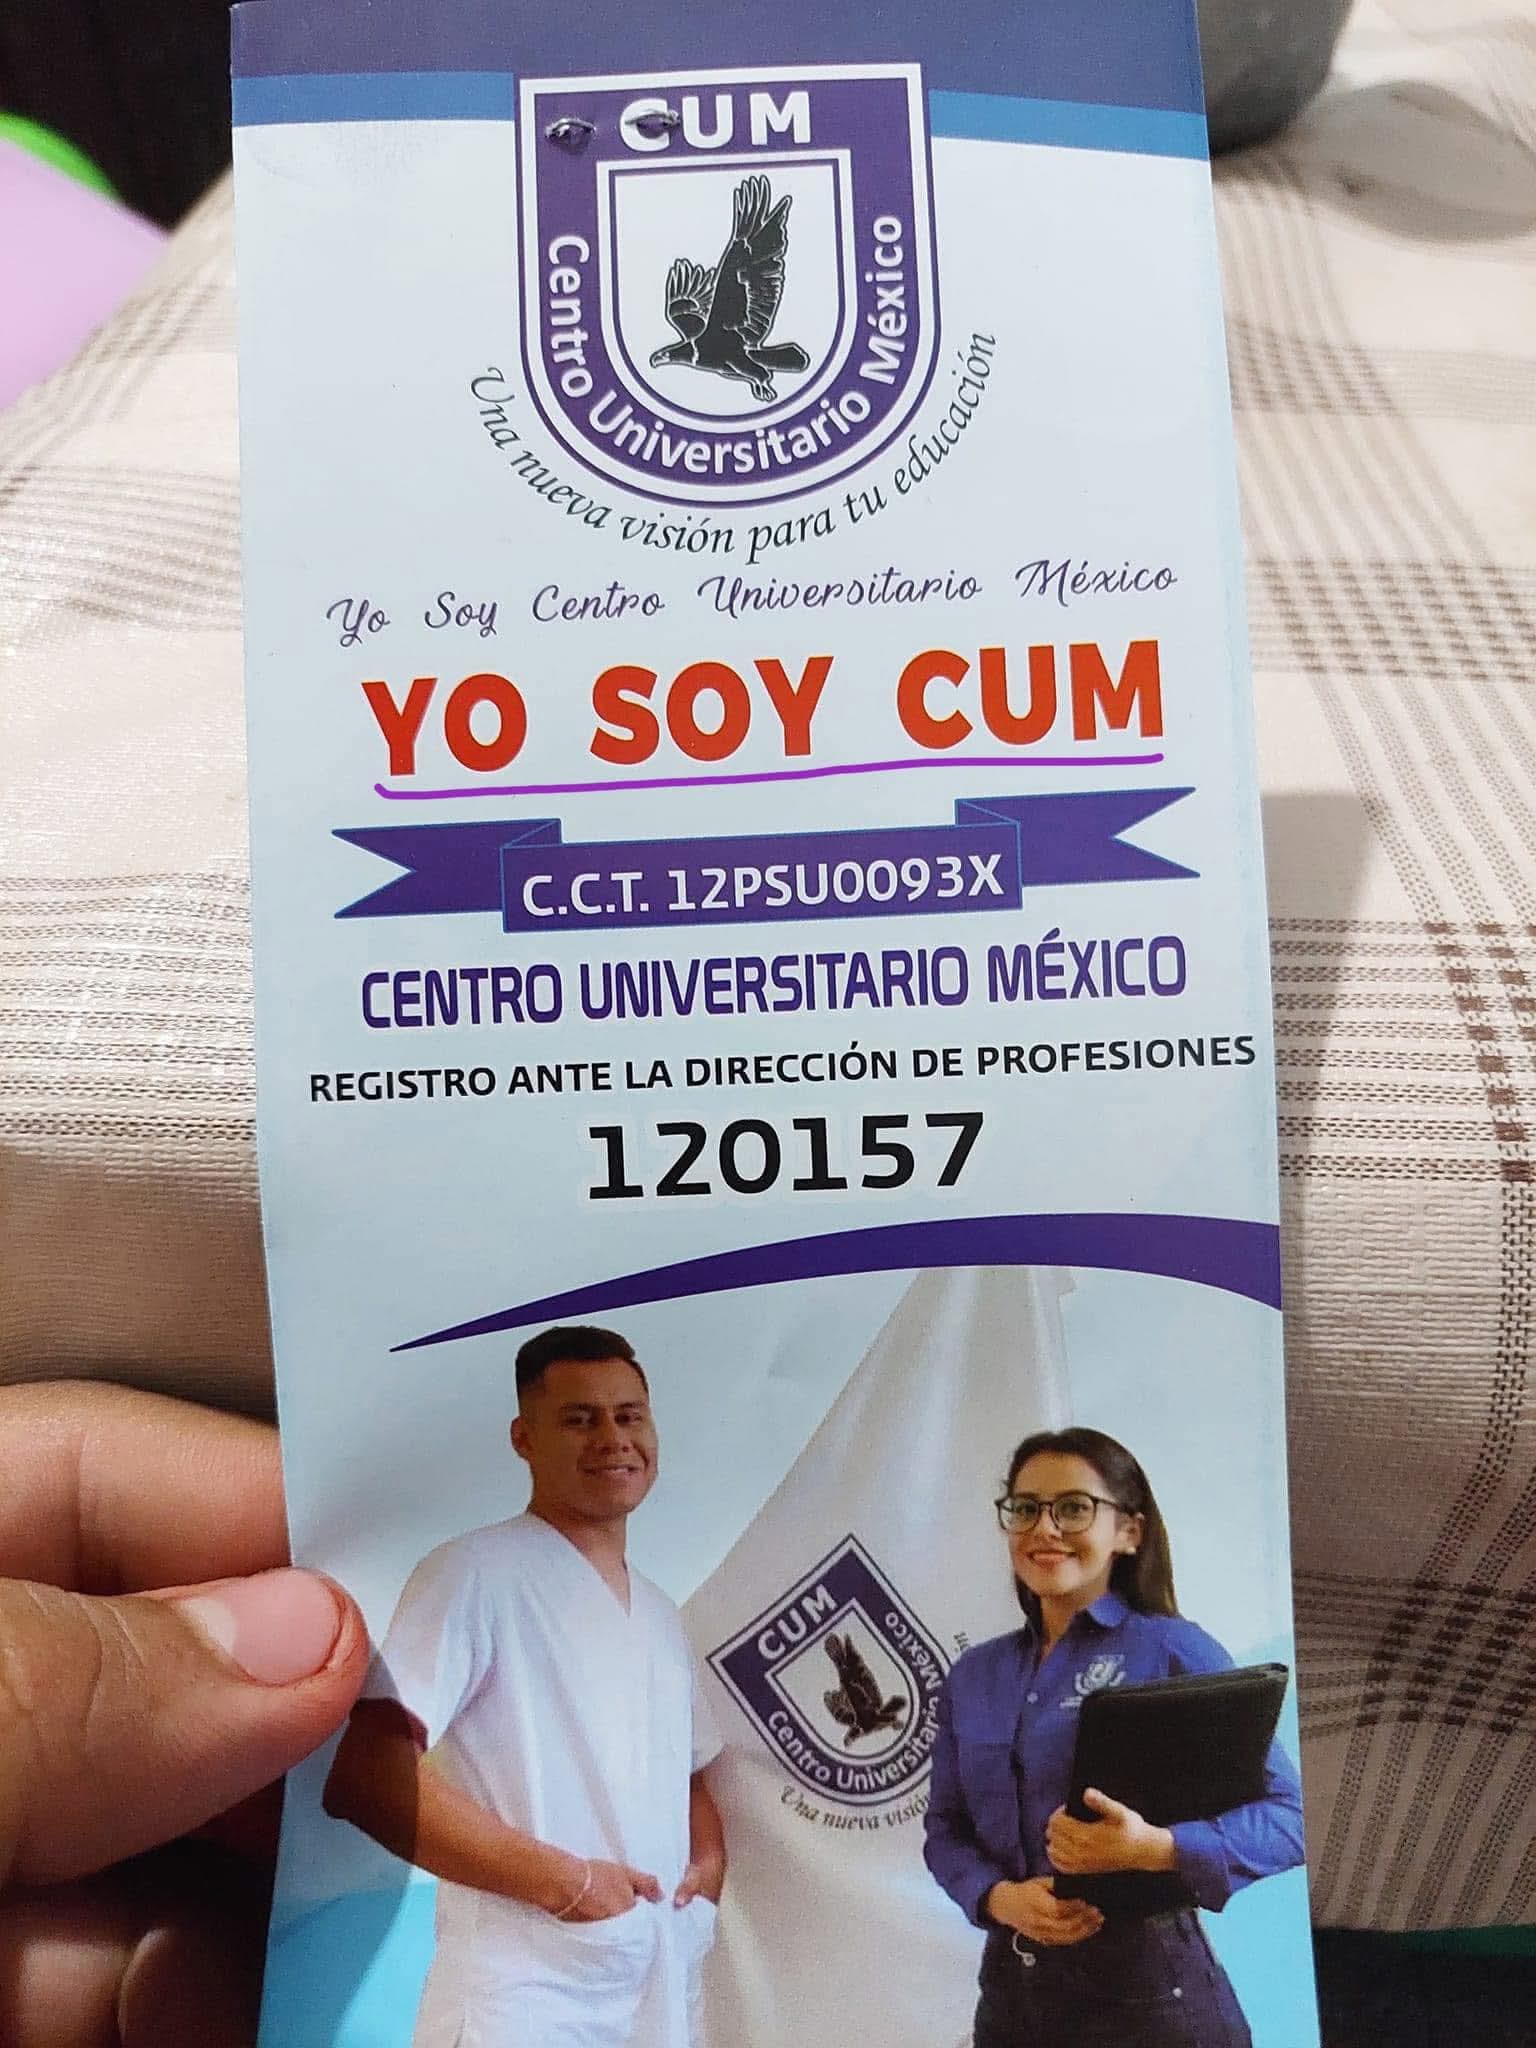 CUM
Centro Universitario México
Una nueva visión para tu educación
Yo Soy Centro Universitario México
YO SOY CUM
C.C.T. 12PSU0093X
CENTRO UNIVERSITARIO MÉXICO
REGISTRO ANTE LA DIRECCIÓN DE PROFESIONES
120157
CUM
Centro Universitario México
Una nueva visión